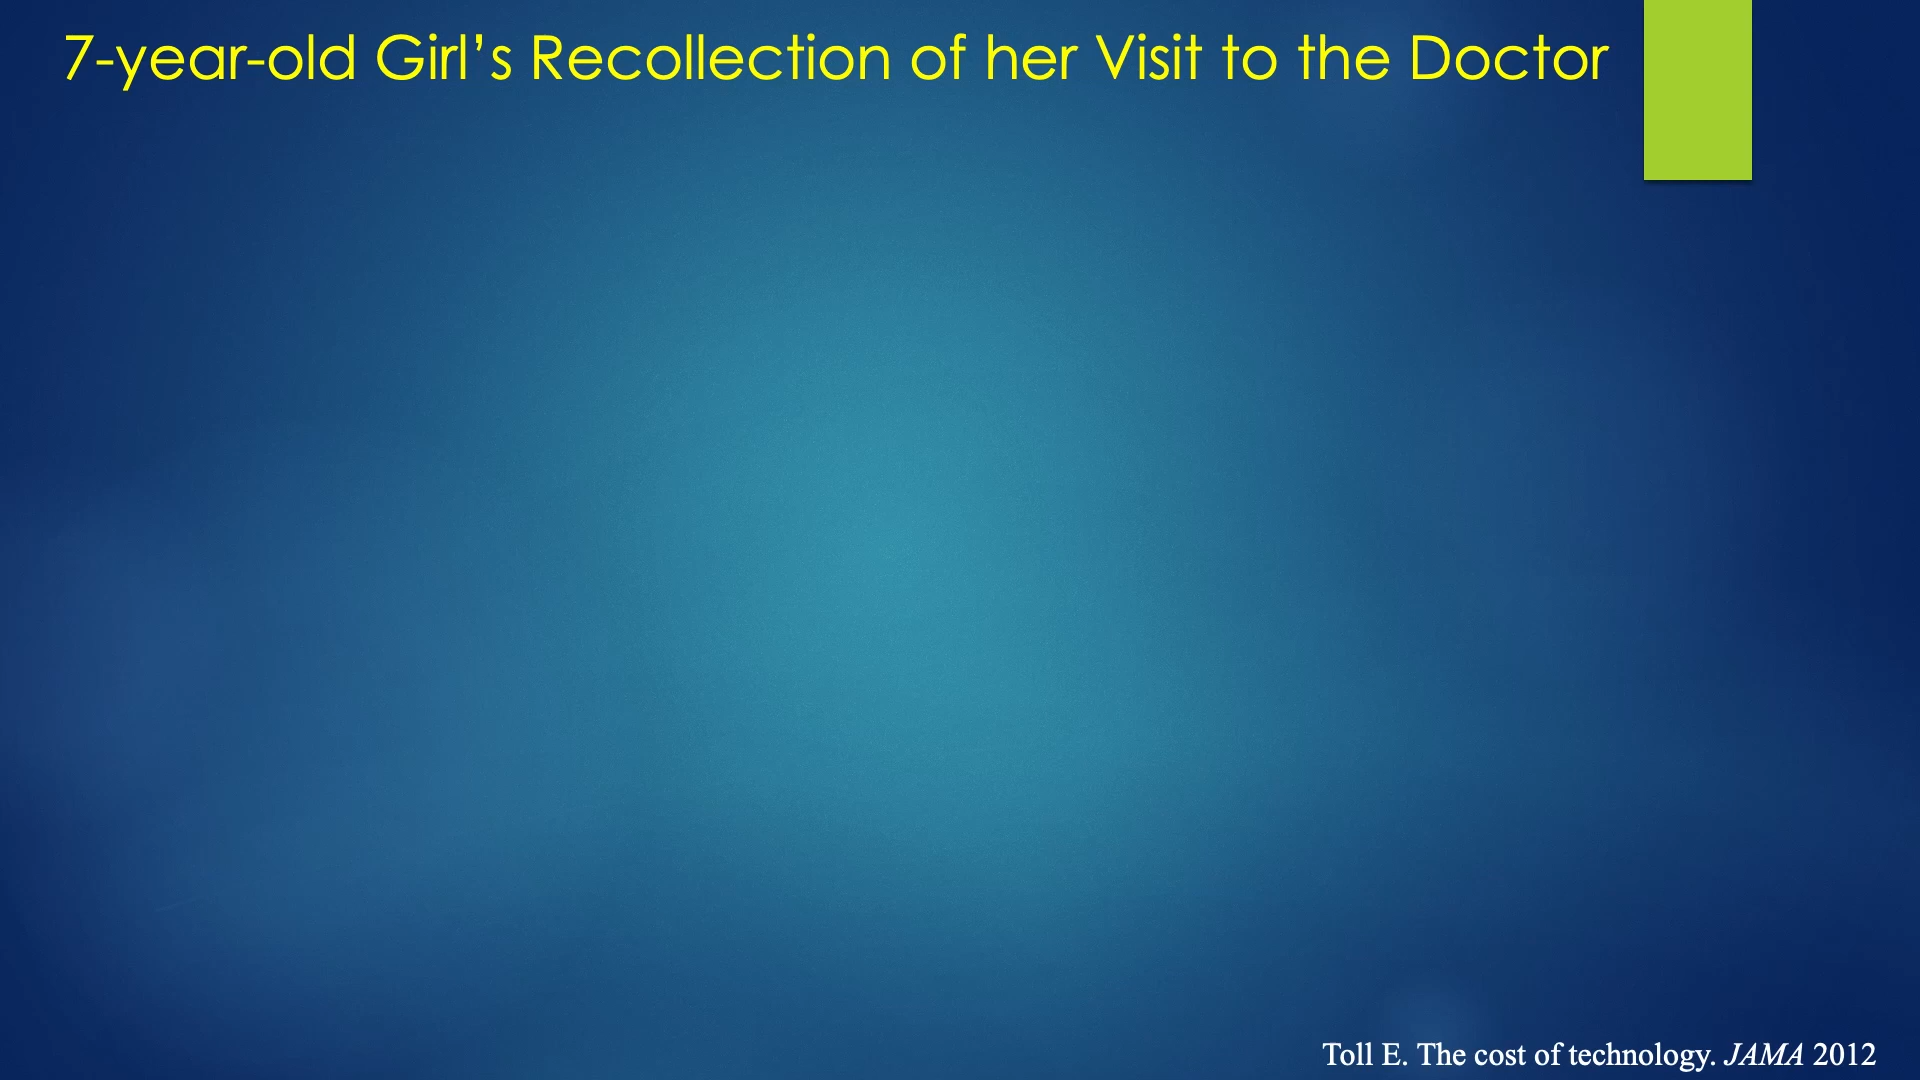 7-year-old Girl’s Recollection of her Visit to the Doctor
Toll E. The cost of technology. JAMA 2012